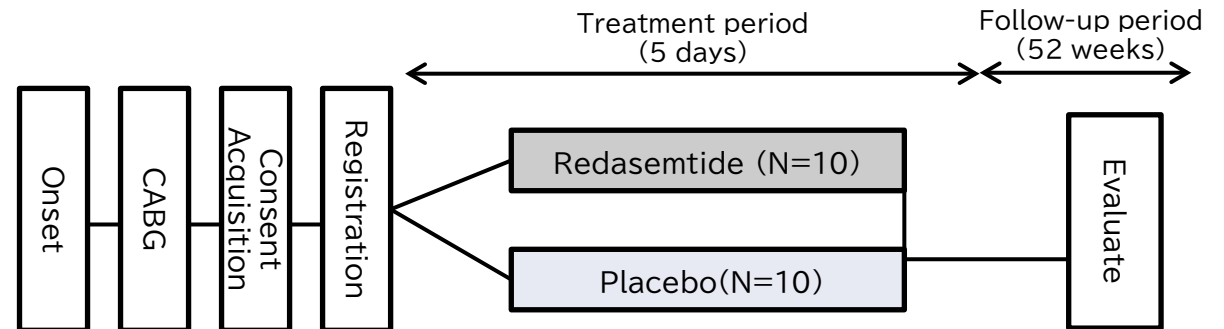 Treatment period
(5 days)
Follow-up period
(52 weeks)
Onset
CABG
Consent
Acquisition
Registration
Redasemtide (N=10)
Placebo(N=10)
Evaluate